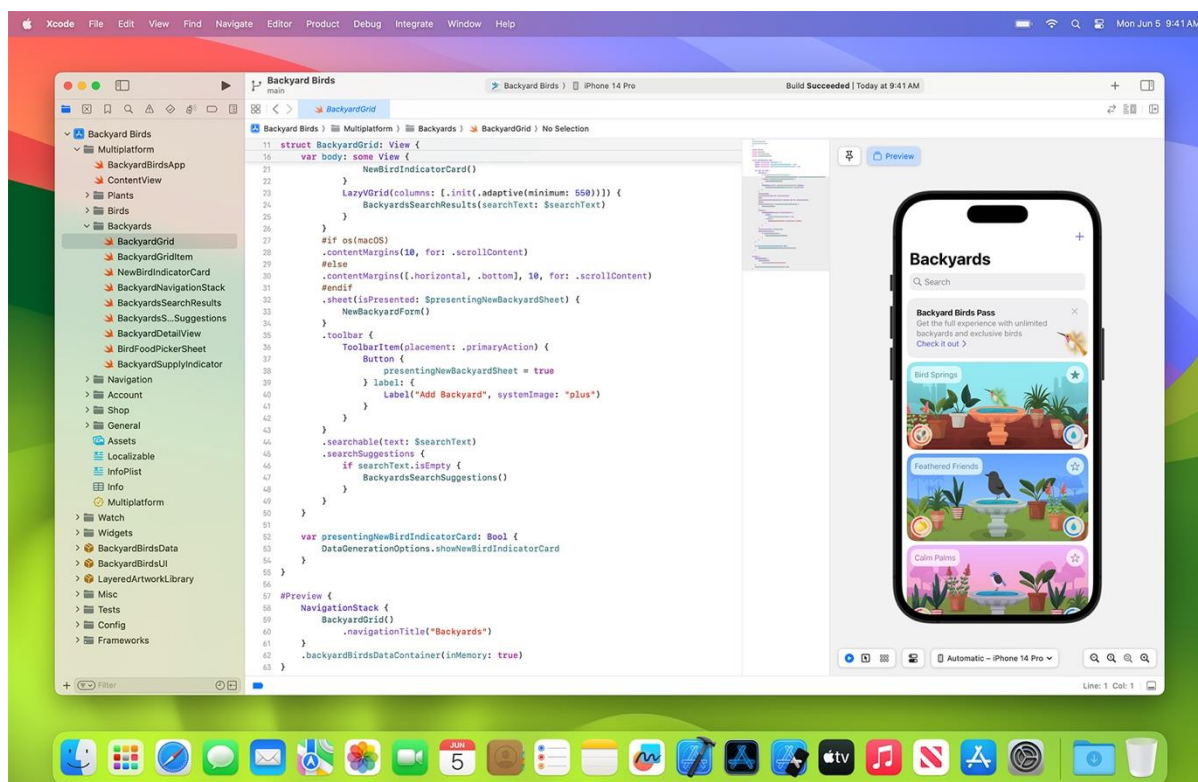 Xcode File Edit View Find Navigate Editor Product Debug Integrate Window Help
Mon Jun 5 9:41 AM
Backyard Birds
main
Backyard Birds
iPhone 14 Pro
Build Succeeded | Today at 9:41 AM
BackyardGrid
Backyard Birds
Multiplatform
BackyardBirdsApp
ContentView
Plants
Birds
Backyards
BackyardGrid
BackyardGridItem
NewBirdIndicatorCard
BackyardNavigationStack
BackyardsSearchResults
BackyardsS...Suggestions
BackyardDetailView
BirdFoodPickerSheet
BackyardSupplyIndicator
Navigation
Account
Shop
General
Assets
Localizable
InfoPlist
Info
Multiplatform
Watch
Widgets
BackyardBirdsData
BackyardBirdsUI
LayeredArtworkLibrary
Misc
Tests
Config
Frameworks
Filter
Backyard Birds Multiplatform Backyards BackyardGrid No Selection
11 struct BackyardGrid: View {
16 var body: some View {
21 NewBirdIndicatorCard()
22 }
23 LazyVGrid(columns: [.init(.adaptive(minimum: 550))]) {
24 BackyardsSearchResults(searchText: $searchText)
25 }
26 }
27 #if os(macOS)
28 .contentMargins(10, for: .scrollContent)
29 #else
30 .contentMargins([.horizontal, .bottom], 10, for: .scrollContent)
31 #endif
32 .sheet(isPresented: $presentingNewBackyardSheet) {
33 NewBackyardForm()
34 }
35 .toolbar {
36 ToolbarItem(placement: .primaryAction) {
37 Button {
38 presentingNewBackyardSheet = true
39 } label: {
40 Label("Add Backyard", systemImage: "plus")
41 }
42 }
43 }
44 .searchable(text: $searchText)
45 .searchSuggestions {
46 if searchText.isEmpty {
47 BackyardsSearchSuggestions()
48 }
49 }
50 }
51
52 var presentingNewBirdIndicatorCard: Bool {
53 DataGenerationOptions.showNewBirdIndicatorCard
54 }
55 }
56
57 #Preview {
58 NavigationStack {
59 BackyardGrid()
60 .navigationTitle("Backyards")
61 }
62 .backyardBirdsDataContainer(inMemory: true)
63 }
Preview
Backyards
Search
Backyard Birds Pass
Get the full experience with unlimited
backyards and exclusive birds
Check it out
Bird Springs
Feathered Friends
Calm Palms
Automatic – iPhone 14 Pro
Line: 1 Col: 1
JUN
5
tv